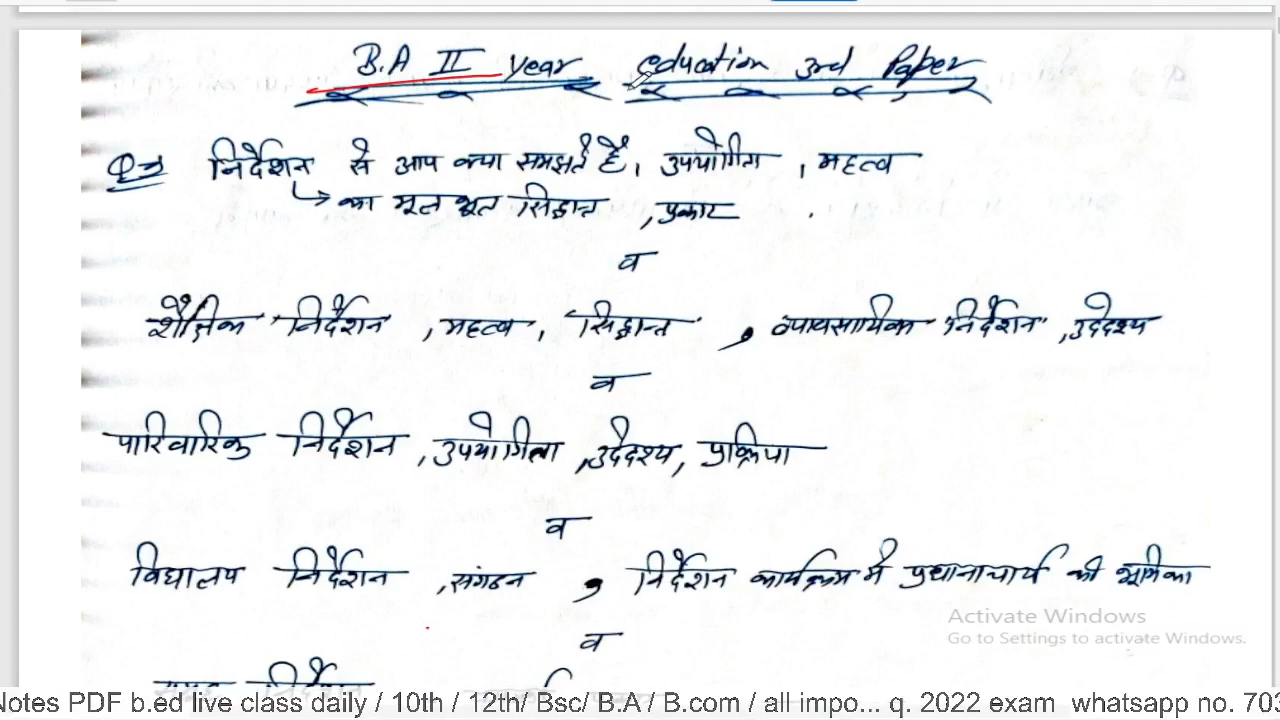 B.A II year education 3rd Paper
Q⇒ निर्देशन से आप क्या समझते हैं, उपयोगिता, महत्व
↳ का मूल भूत सिद्धान्त, प्रकार
व
शैक्षिक निर्देशन, महत्व, सिद्धान्त, व्यावसायिक निर्देशन, उद्देश्य
व
पारिवारिक निर्देशन, उपयोगिता, उद्देश्य, प्रक्रिया
व
विद्यालय निर्देशन, संगठन, निर्देशन कार्यक्रम में प्रधानाचार्य की भूमिका
Activate Windows
Go to Settings to activate Windows.
व
निर्देशन
Notes PDF b.ed live class daily / 10th / 12th/ Bsc/ B.A / B.com / all impo... q. 2022 exam whatsapp no. 703